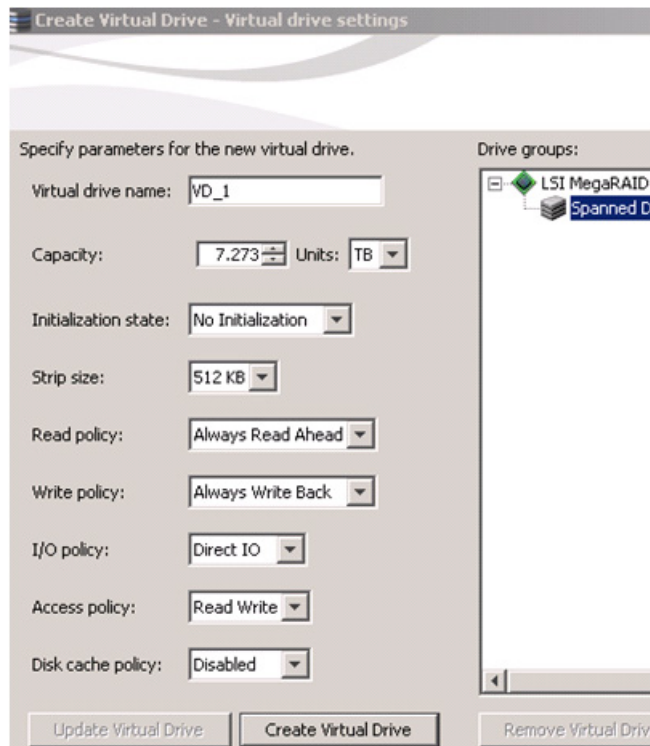 Create Virtual Drive - Virtual drive settings
Specify parameters for the new virtual drive.
Virtual drive name: VD_1
Capacity: 7.273 Units: TB
Initialization state: No Initialization
Strip size: 512 KB
Read policy: Always Read Ahead
Write policy: Always Write Back
I/O policy: Direct IO
Access policy: Read Write
Disk cache policy: Disabled
Update Virtual Drive Create Virtual Drive
Drive groups:
LSI MegaRAID
Spanned D
Remove Virtual Driv